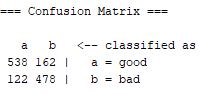 === Confusion Matrix ===
a b <-- classified as
538 162 | a = good
122 478 | b = bad